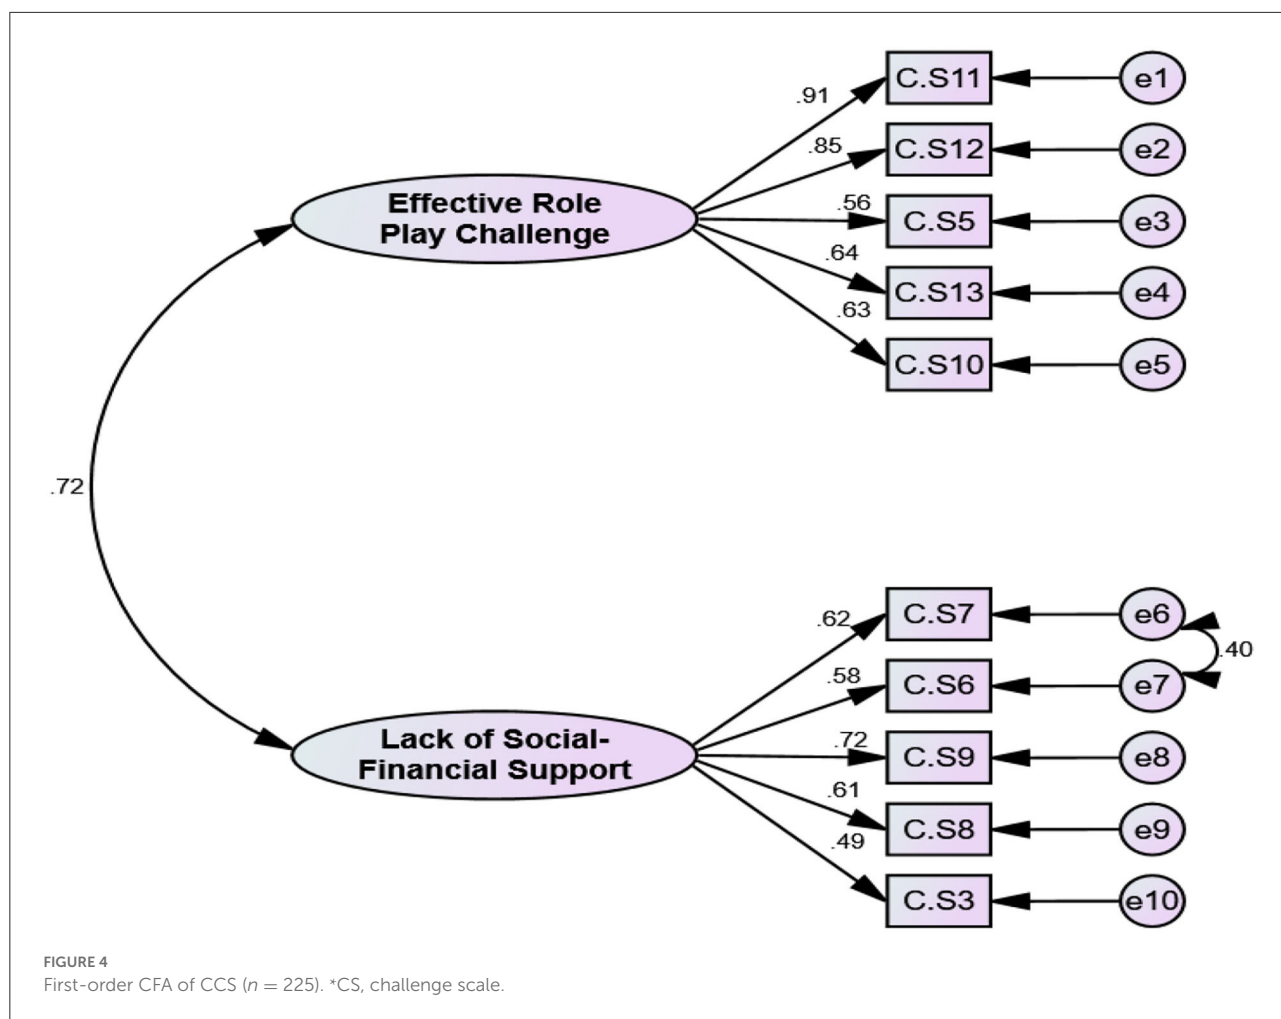 .91
C.S11
e1
.85
C.S12
e2
Effective Role
Play Challenge
.56
C.S5
e3
.64
C.S13
e4
.63
C.S10
e5
.72
.62
C.S7
e6
.40
.58
C.S6
e7
Lack of Social-
Financial Support
.72
C.S9
e8
.61
C.S8
e9
.49
C.S3
e10
FIGURE 4
First-order CFA of CCS (n = 225). *CS, challenge scale.